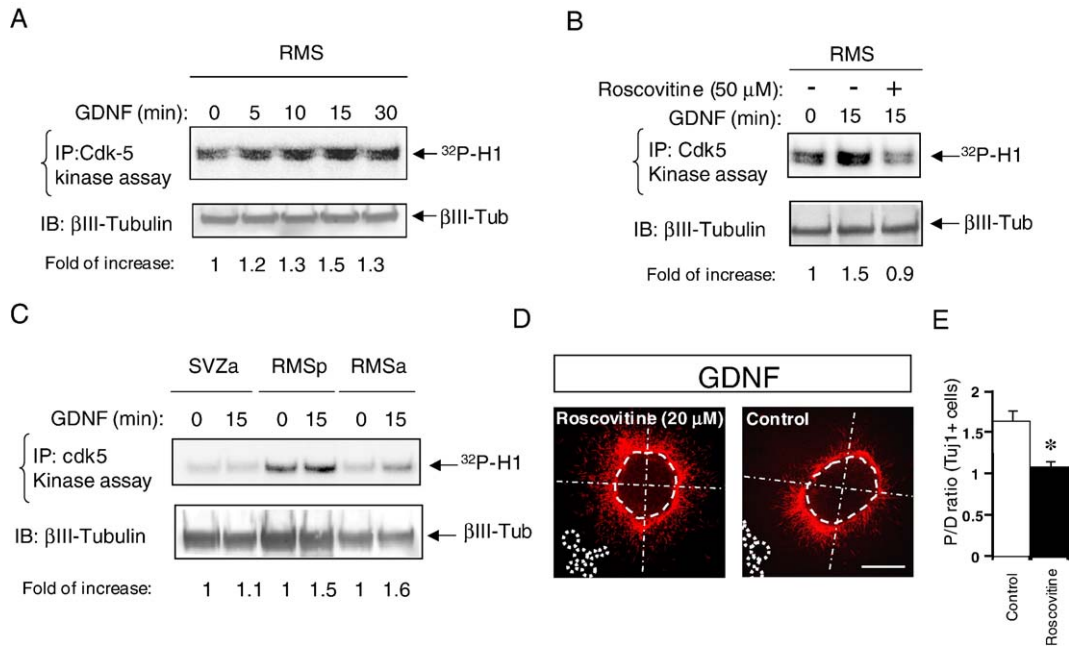 A
RMS
GDNF (min): 0 5 10 15 30
IP:Cdk-5
kinase assay
³²P-H1
IB: βIII-Tubulin
βIII-Tub
Fold of increase: 1 1.2 1.3 1.5 1.3
B
RMS
Roscovitine (50 μM): - - +
GDNF (min): 0 15 15
IP: Cdk5
Kinase assay
³²P-H1
IB: βIII-Tubulin
βIII-Tub
Fold of increase: 1 1.5 0.9
C
SVZa RMSp RMSa
GDNF (min): 0 15 0 15 0 15
IP: cdk5
Kinase assay
³²P-H1
IB: βIII-Tubulin
βIII-Tub
Fold of increase: 1 1.1 1 1.5 1 1.6
D
GDNF
Roscovitine (20 μM)
Control
E
P/D ratio (Tuj1+ cells)
2
1.5
1
0.5
0
*
Control
Roscovitine